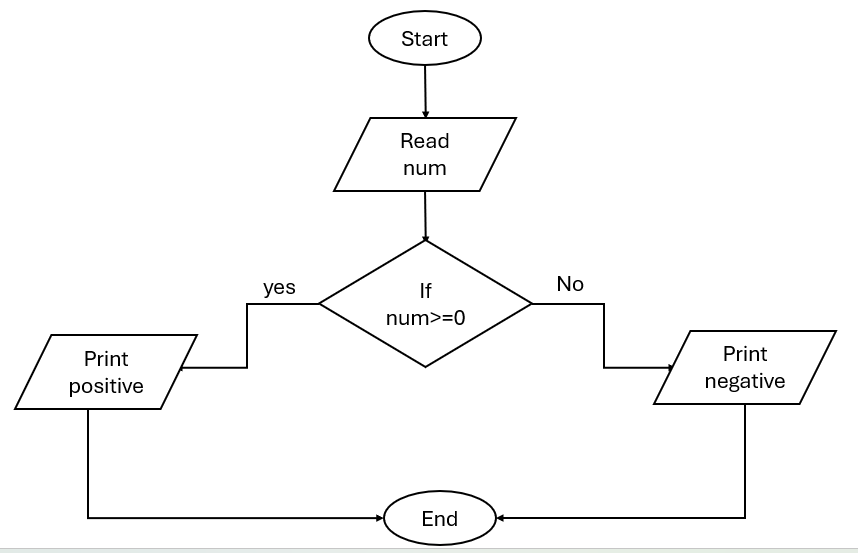 Start
Read
num
If
num>=0
yes
No
Print
positive
Print
negative
End